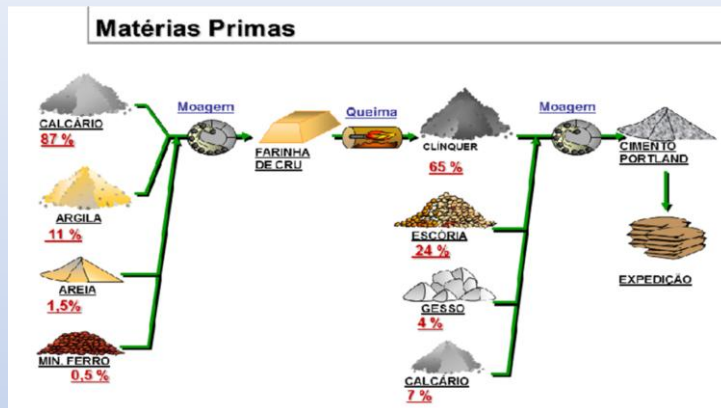 Matérias Primas
CALCÁRIO
87 %
ARGILA
11 %
AREIA
1,5%
MIN. FERRO
0,5 %
Moagem
FARINHA
DE CRU
Queima
CLÍNQUER
65 %
ESCÓRIA
24 %
GESSO
4 %
CALCÁRIO
7 %
Moagem
CIMENTO
PORTLAND
EXPEDIÇÃO